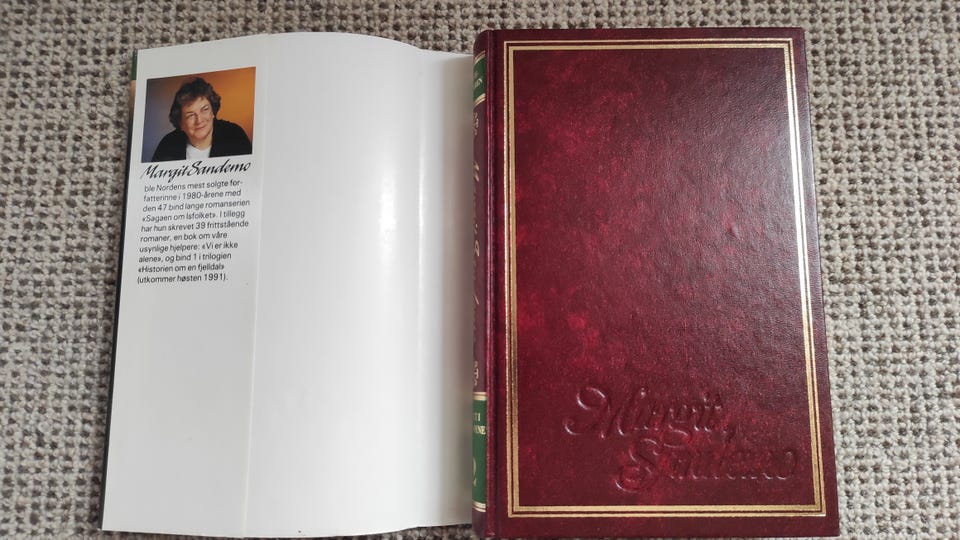 Margit Sandemo
ble Nordens mest solgte for-
fatterinne i 1980-årene med
den 47 bind lange romanserien
«Sagaen om Isfolket». I tillegg
har hun skrevet 39 frittstående
romaner, en bok om våre
usynlige hjelpere: «Vi er ikke
alene», og bind 1 i trilogien
«Historien om en fjelldal»
(utkommer høsten 1991).
2
Margit
Sandemo